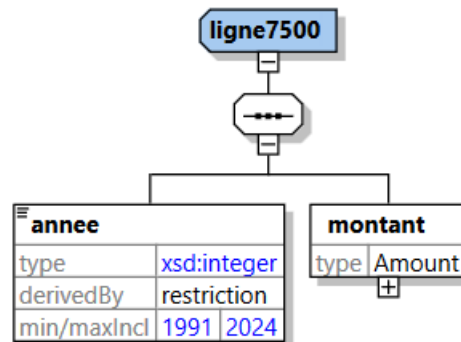 ligne7500
annee
type xsd:integer
derivedBy restriction
min/maxIncl 1991 2024
montant
type Amount